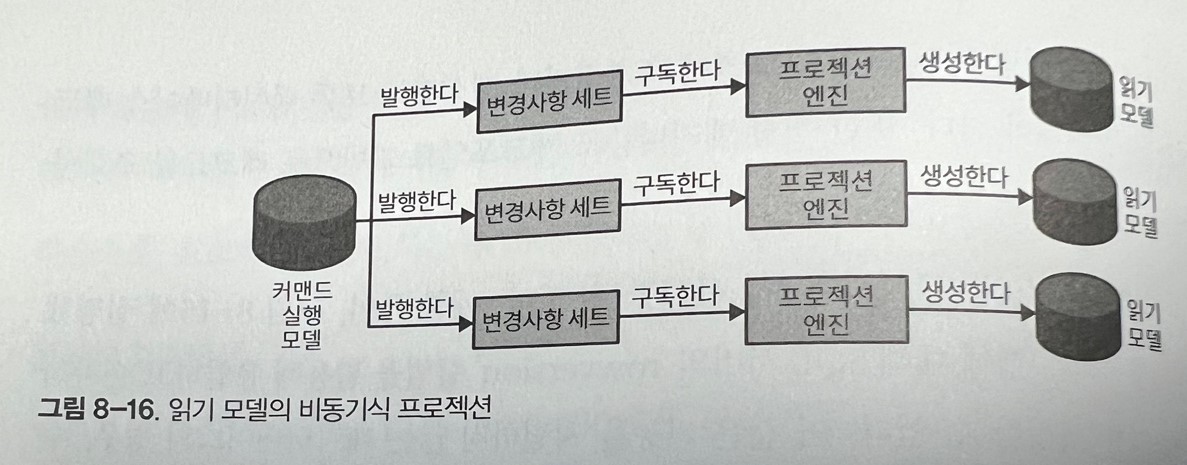 발행한다
변경사항 세트
구독한다
프로젝션
엔진
생성한다
읽기
모델
발행한다
변경사항 세트
구독한다
프로젝션
엔진
생성한다
읽기
모델
커맨드
실행
모델
발행한다
변경사항 세트
구독한다
프로젝션
엔진
생성한다
읽기
모델
그림 8-16. 읽기 모델의 비동기식 프로젝션